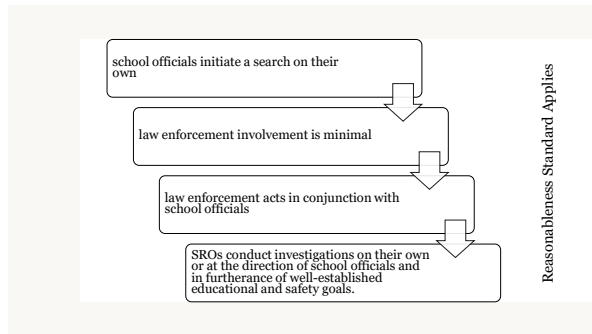 school officials initiate a search on their
own
law enforcement involvement is minimal
law enforcement acts in conjunction with
school officials
SROs conduct investigations on their own
or at the direction of school officials and
in furtherance of well-established
educational and safety goals.
Reasonableness Standard Applies